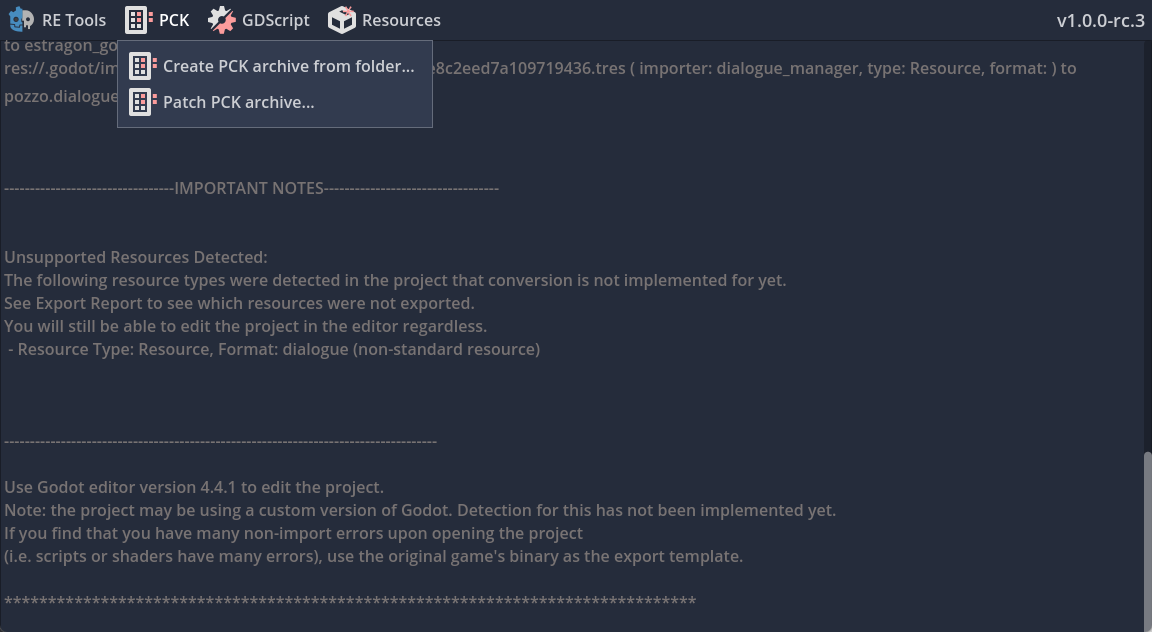 RE Tools PCK GDScript Resources v1.0.0-rc.3
to estragon_go
Create PCK archive from folder...
res://.godot/im e8c2eed7a109719436.tres ( importer: dialogue_manager, type: Resource, format: ) to
pozzo.dialogue
Patch PCK archive...
----------------------------------IMPORTANT NOTES-----------------------------------
Unsupported Resources Detected:
The following resource types were detected in the project that conversion is not implemented for yet.
See Export Report to see which resources were not exported.
You will still be able to edit the project in the editor regardless.
- Resource Type: Resource, Format: dialogue (non-standard resource)
---------------------------------------------------------------------------------------
Use Godot editor version 4.4.1 to edit the project.
Note: the project may be using a custom version of Godot. Detection for this has not been implemented yet.
If you find that you have many non-import errors upon opening the project
(i.e. scripts or shaders have many errors), use the original game's binary as the export template.
*******************************************************************************